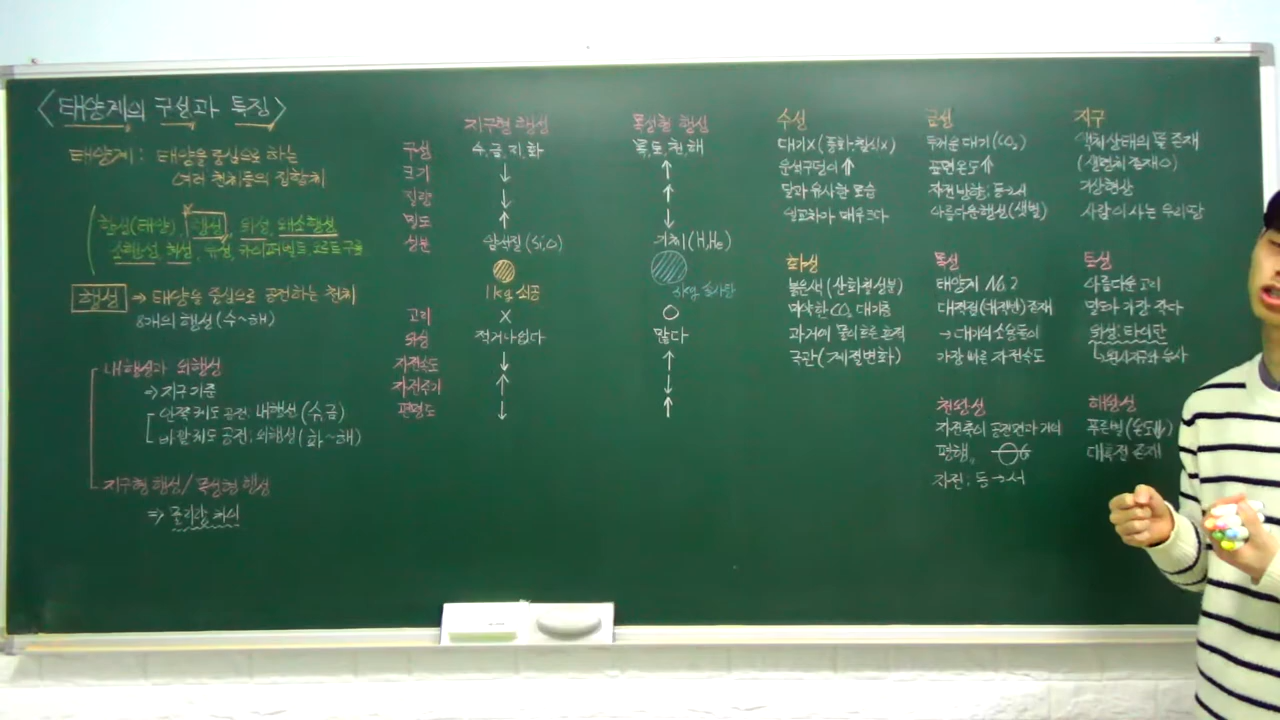 <태양계의 구성과 특징>
태양계: 태양을 중심으로 하는
여러 천체들의 집합체
항성(태양), 행성, 위성, 왜소행성,
소행성, 혜성, 유성, 카이퍼벨트, 오르트구름
행성 → 태양을 중심으로 공전하는 천체
8개의 행성 (수~해)
내행성과 외행성
⇒ 지구 기준
안쪽 궤도 공전: 내행성 (수,금)
바깥 궤도 공전: 외행성 (화~해)
지구형 행성 / 목성형 행성
⇒ 물리량 차이
지구형 행성 목성형 행성
구성 수,금,지,화 목,토,천,해
크기 ↓ ↑
질량 ↓ ↑
밀도 ↑ ↓
성분 암석질 (Si,O) 기체 (H,He)
1kg 쇠공 3kg 솜사탕
고리 X O
위성 적거나없다 많다
자전속도 ↓ ↑
자전주기 ↑ ↓
편평도 ↓ ↑
수성
대기X (풍화·침식X)
운석구덩이 ↑
달과 유사한 모습
일교차가 매우크다
금성
두꺼운 대기 (CO₂)
표면온도 ↑
자전방향: 동→서
아름다운 행성 (샛별)
지구
액체상태의 물 존재
(생명체 존재 O)
기상현상
사람이 사는 우리땅
화성
붉은색 (산화철성분)
미약한 CO₂ 대기층
과거에 물이흐른 흔적
극관 (계절변화)
목성
태양계 No.2
대적점 (대적반) 존재
→ 대기의 소용돌이
가장 빠른 자전속도
토성
아름다운 고리
밀도가 가장 작다
위성: 타이탄
→ 원시지구와 유사
천왕성
자전축이 공전면과 거의
평행.
자전: 동→서
해왕성
푸른빛 (온도↓)
대흑점 존재